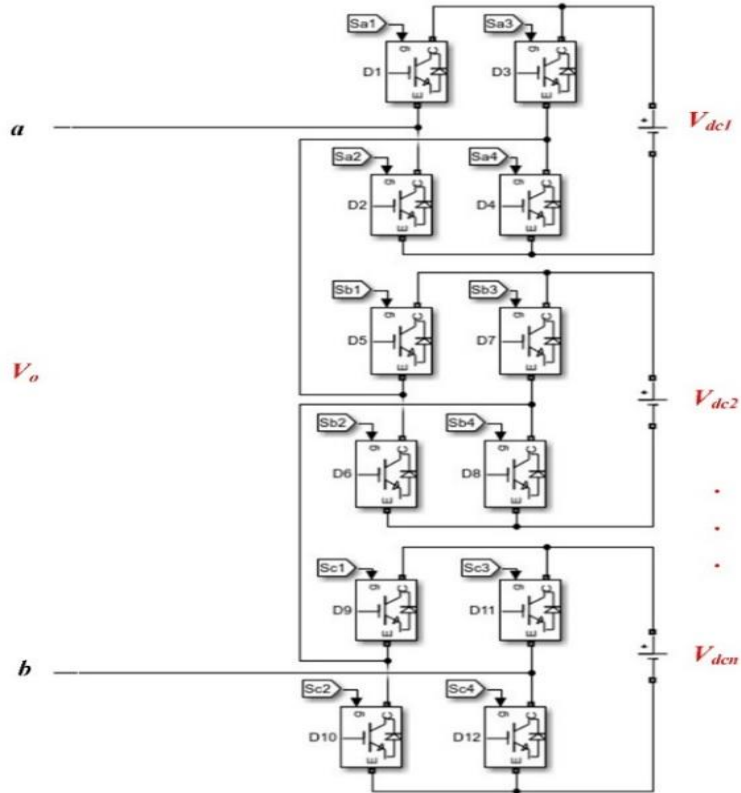 Sa1
Sa3
g
C
g
C
D1
D3
E
E
+
Vdc1
a
Sa2
Sa4
g
C
g
C
D2
D4
E
E
Sb1
Sb3
g
C
g
C
D5
D7
E
E
Vo
+
Vdc2
Sb2
Sb4
g
C
g
C
D6
D8
E
E
. . .
Sc1
Sc3
g
C
g
C
D9
D11
E
E
+
Vdcn
b
Sc2
Sc4
g
C
g
C
D10
D12
E
E